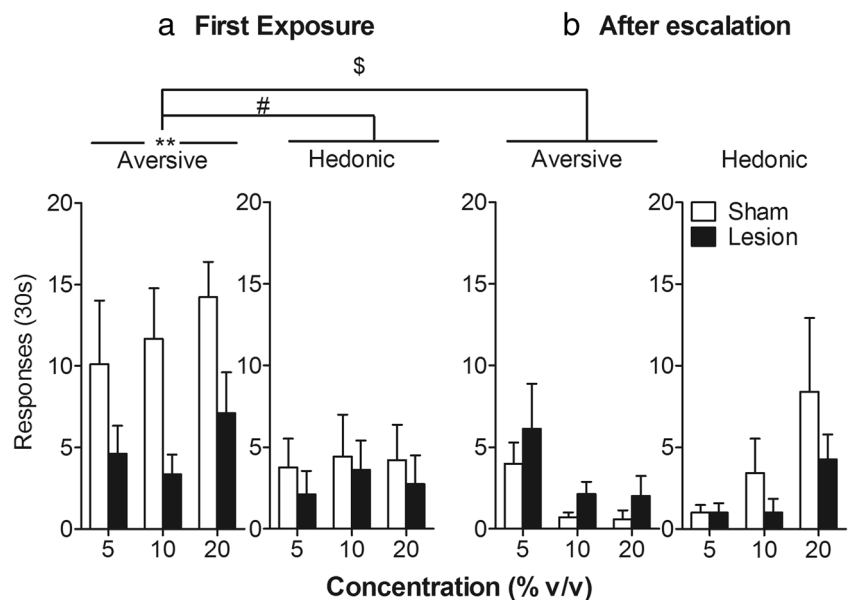 a First Exposure
b After escalation
$
#
**
Aversive
Hedonic
Aversive
Hedonic
Responses (30s)
20
15
10
5
0
5 10 20
20
15
10
5
0
5 10 20
20
15
10
5
0
5 10 20
20
15
10
5
0
5 10 20
Sham
Lesion
Concentration (% v/v)